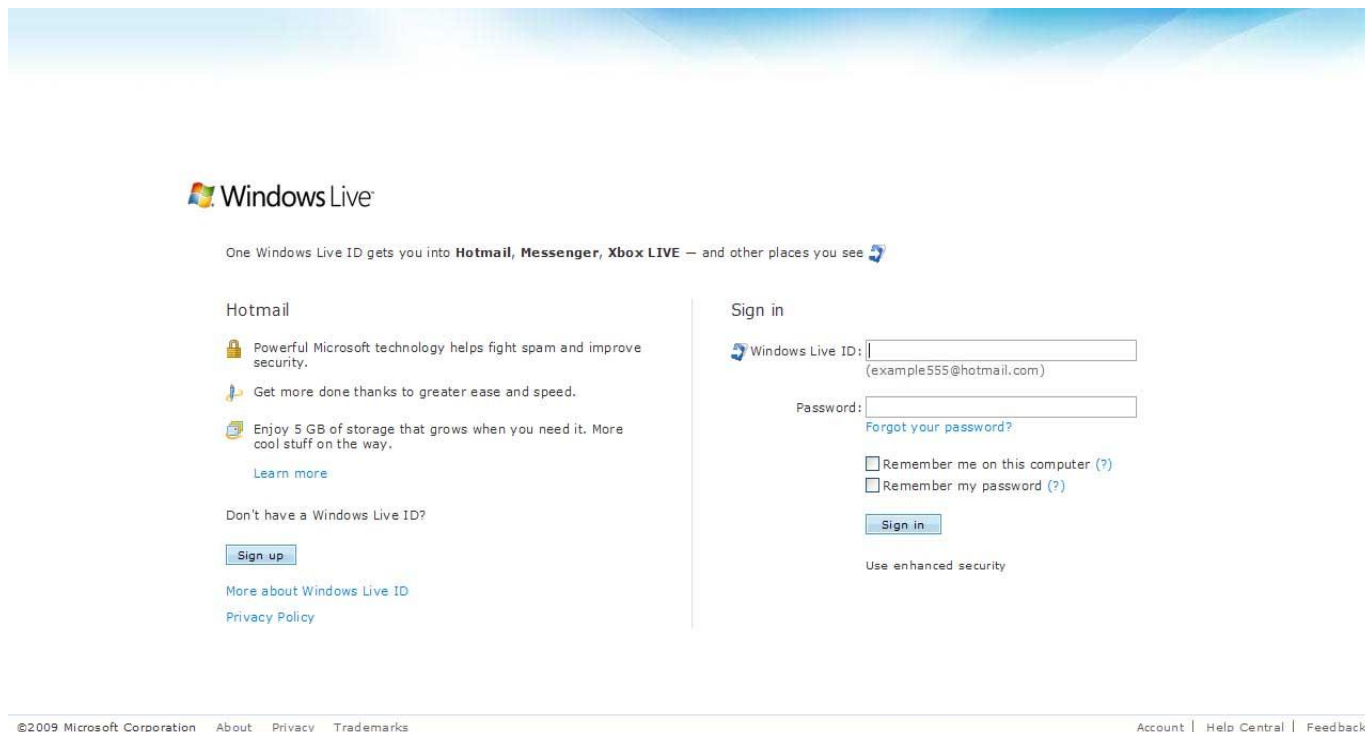 Windows Live
One Windows Live ID gets you into Hotmail, Messenger, Xbox LIVE — and other places you see
Hotmail
Powerful Microsoft technology helps fight spam and improve
security.
Get more done thanks to greater ease and speed.
Enjoy 5 GB of storage that grows when you need it. More
cool stuff on the way.
Learn more
Don't have a Windows Live ID?
Sign up
More about Windows Live ID
Privacy Policy
Sign in
Windows Live ID:
(example555@hotmail.com)
Password:
Forgot your password?
Remember me on this computer (?)
Remember my password (?)
Sign in
Use enhanced security
©2009 Microsoft Corporation About Privacy Trademarks
Account | Help Central | Feedback